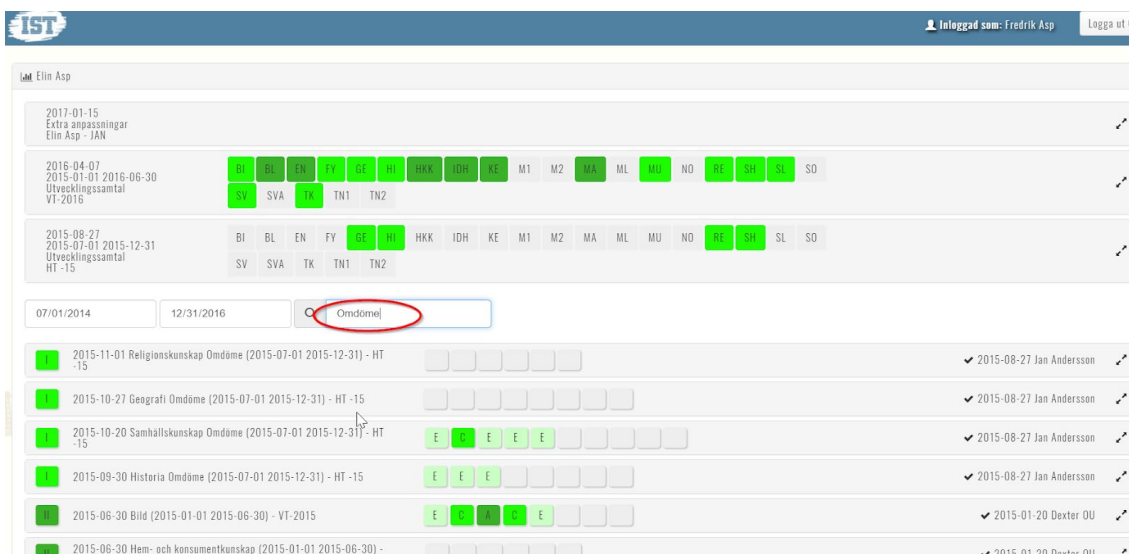 IST
Inloggad som: Fredrik Asp
Logga ut
Elin Asp
2017-01-15
Extra anpassningar
Elin Asp - JAN
2016-04-07
2015-01-01 2016-06-30
Utvecklingssamtal
VT-2016
BI BL EN FY GE HI HKK IDH KE M1 M2 MA ML MU NO RE SH SL SO
SV SVA TK TN1 TN2
2015-08-27
2015-07-01 2015-12-31
Utvecklingssamtal
HT -15
BI BL EN FY GE HI HKK IDH KE M1 M2 MA ML MU NO RE SH SL SO
SV SVA TK TN1 TN2
07/01/2014 12/31/2016 Omdöme
I 2015-11-01 Religionskunskap Omdöme (2015-07-01 2015-12-31) - HT
-15
2015-08-27 Jan Andersson
I 2015-10-27 Geografi Omdöme (2015-07-01 2015-12-31) - HT -15 2015-08-27 Jan Andersson
I 2015-10-20 Samhällskunskap Omdöme (2015-07-01 2015-12-31) - HT
-15
E C E E E 2015-08-27 Jan Andersson
I 2015-09-30 Historia Omdöme (2015-07-01 2015-12-31) - HT -15 E E E 2015-08-27 Jan Andersson
II 2015-06-30 Bild (2015-01-01 2015-06-30) - VT-2015 E C A C E 2015-01-20 Dexter OU
II 2015-06-30 Hem- och konsumentkunskap (2015-01-01 2015-06-30) - 2015-01-20 Dexter OU